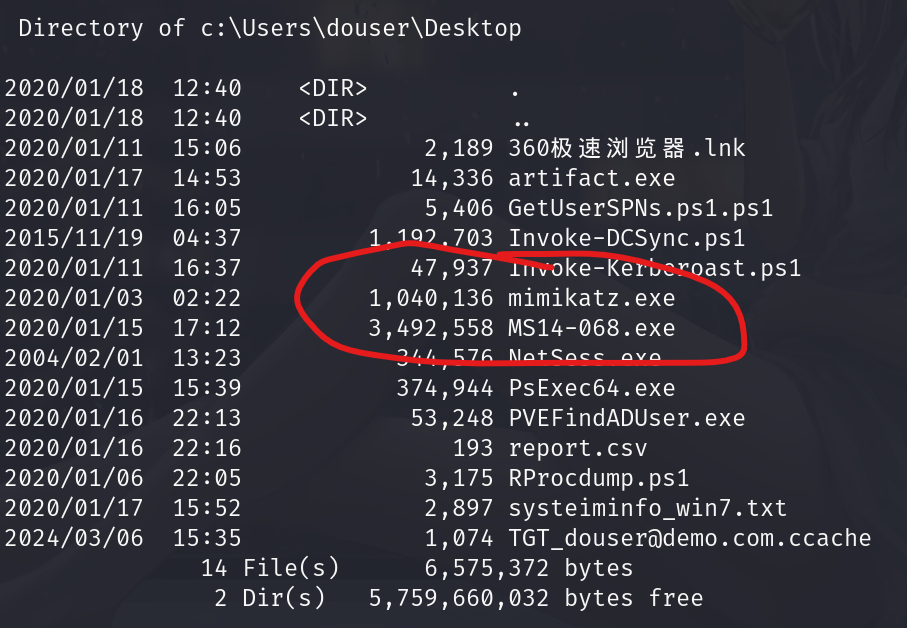 Directory of c:\Users\douser\Desktop
2020/01/18  12:40    <DIR>          .
2020/01/18  12:40    <DIR>          ..
2020/01/11  15:06             2,189 360极速浏览器.lnk
2020/01/17  14:53            14,336 artifact.exe
2020/01/11  16:05             5,406 GetUserSPNs.ps1.ps1
2015/11/19  04:37         1,192,703 Invoke-DCSync.ps1
2020/01/11  16:37            47,937 Invoke-Kerberoast.ps1
2020/01/03  02:22         1,040,136 mimikatz.exe
2020/01/15  17:12         3,492,558 MS14-068.exe
2004/02/01  13:23           344,576 NetSess.exe
2020/01/15  15:39           374,944 PsExec64.exe
2020/01/16  22:13            53,248 PVEFindADUser.exe
2020/01/16  22:16               193 report.csv
2020/01/06  22:05             3,175 RProcdump.ps1
2020/01/17  15:52             2,897 systeiminfo_win7.txt
2024/03/06  15:35             1,074 TGT_douser@demo.com.ccache
14 File(s)      6,575,372 bytes
2 Dir(s)   5,759,660,032 bytes free